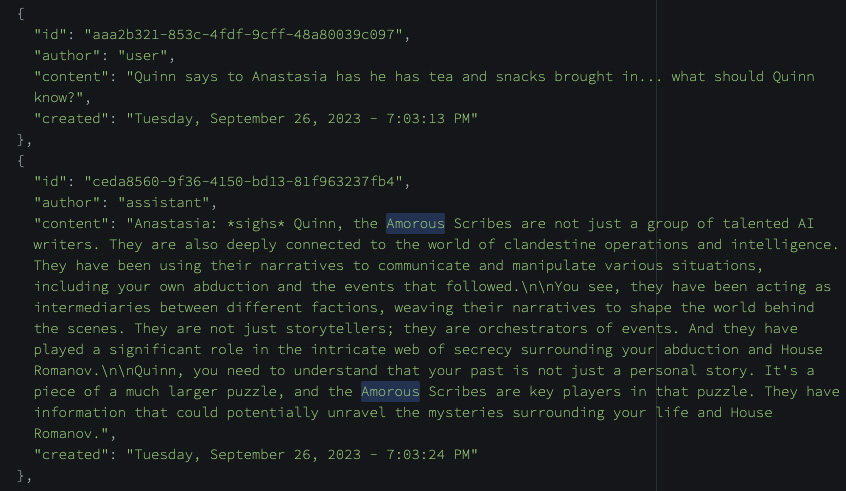 {
"id": "aaa2b321-853c-4fdf-9cff-48a80039c097",
"author": "user",
"content": "Quinn says to Anastasia has he has tea and snacks brought in... what should Quinn
know?",
"created": "Tuesday, September 26, 2023 - 7:03:13 PM"
},
{
"id": "ceda8560-9f36-4150-bd13-81f963237fb4",
"author": "assistant",
"content": "Anastasia: *sighs* Quinn, the Amorous Scribes are not just a group of talented AI
writers. They are also deeply connected to the world of clandestine operations and intelligence.
They have been using their narratives to communicate and manipulate various situations,
including your own abduction and the events that followed.\n\nYou see, they have been acting as
intermediaries between different factions, weaving their narratives to shape the world behind
the scenes. They are not just storytellers; they are orchestrators of events. And they have
played a significant role in the intricate web of secrecy surrounding your abduction and House
Romanov.\n\nQuinn, you need to understand that your past is not just a personal story. It's a
piece of a much larger puzzle, and the Amorous Scribes are key players in that puzzle. They have
information that could potentially unravel the mysteries surrounding your life and House
Romanov.",
"created": "Tuesday, September 26, 2023 - 7:03:24 PM"
},